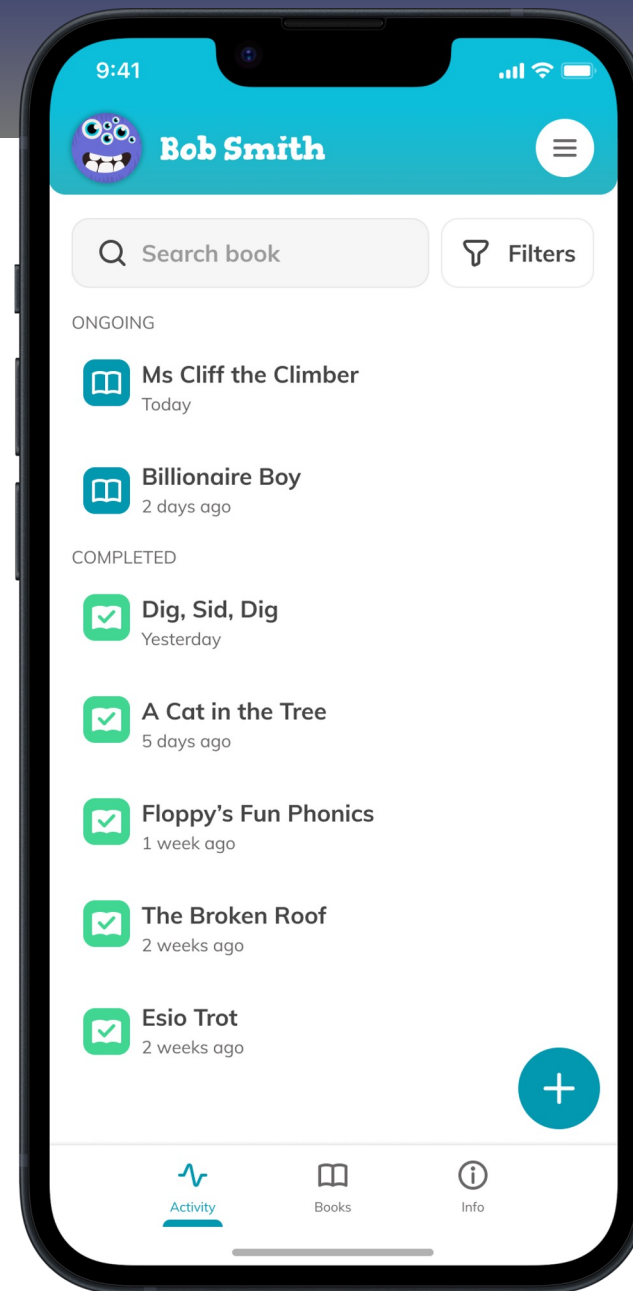 9:41
Bob Smith
Search book
Filters
ONGOING
Ms Cliff the Climber
Today
Billionaire Boy
2 days ago
COMPLETED
Dig, Sid, Dig
Yesterday
A Cat in the Tree
5 days ago
Floppy’s Fun Phonics
1 week ago
The Broken Roof
2 weeks ago
Esio Trot
2 weeks ago
Activity
Books
Info